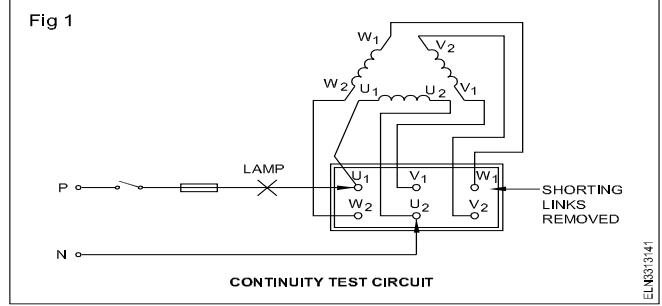 Fig 1
W1
V2
W2
U1
U2
V1
LAMP
P
U1
V1
W1
W2
U2
V2
SHORTING
LINKS
REMOVED
N
CONTINUITY TEST CIRCUIT
ELN3313141